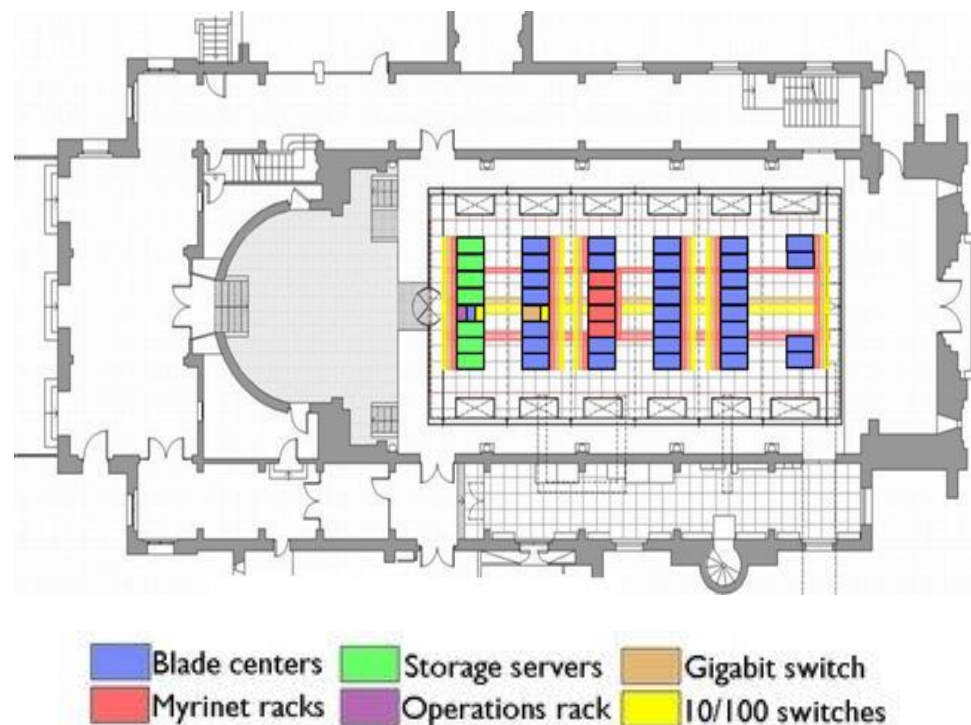 Blade centers Storage servers Gigabit switch
Myrinet racks Operations rack 10/100 switches